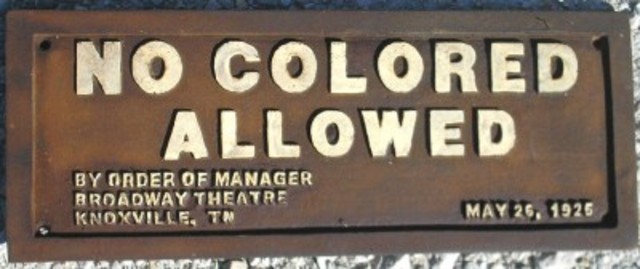 NO COLORED
ALLOWED
BY ORDER OF MANAGER
BROADWAY THEATRE
KNOXVILLE, TN
MAY 26, 1925